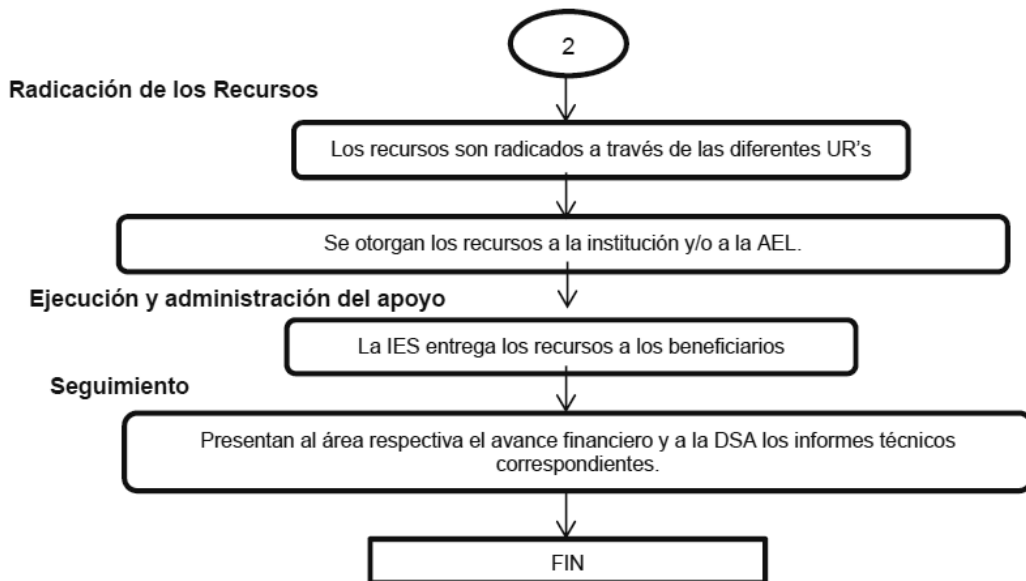 2
Radicación de los Recursos
Los recursos son radicados a través de las diferentes UR's
Se otorgan los recursos a la institución y/o a la AEL.
Ejecución y administración del apoyo
La IES entrega los recursos a los beneficiarios
Seguimiento
Presentan al área respectiva el avance financiero y a la DSA los informes técnicos
correspondientes.
FIN